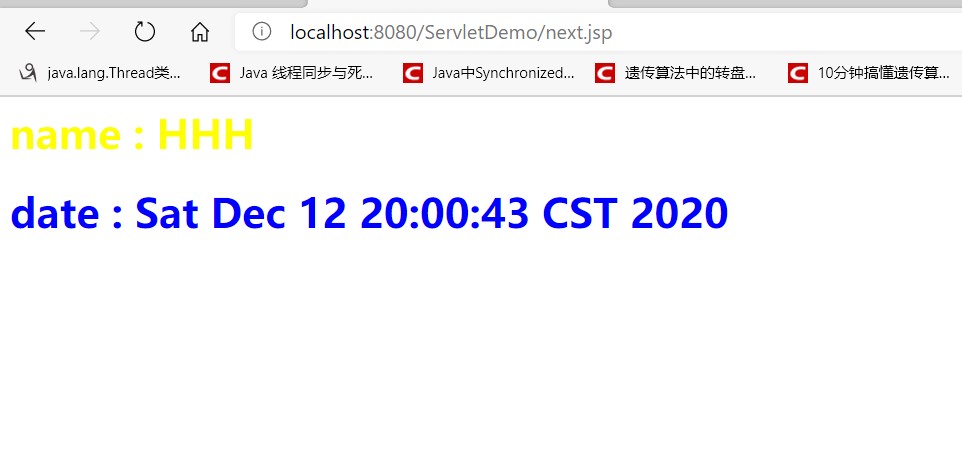 localhost:8080/ServletDemo/next.jsp
java.lang.Thread类... Java 线程同步与死... Java中Synchronized... 遗传算法中的转盘... 10分钟搞懂遗传算...
name : HHH
date : Sat Dec 12 20:00:43 CST 2020